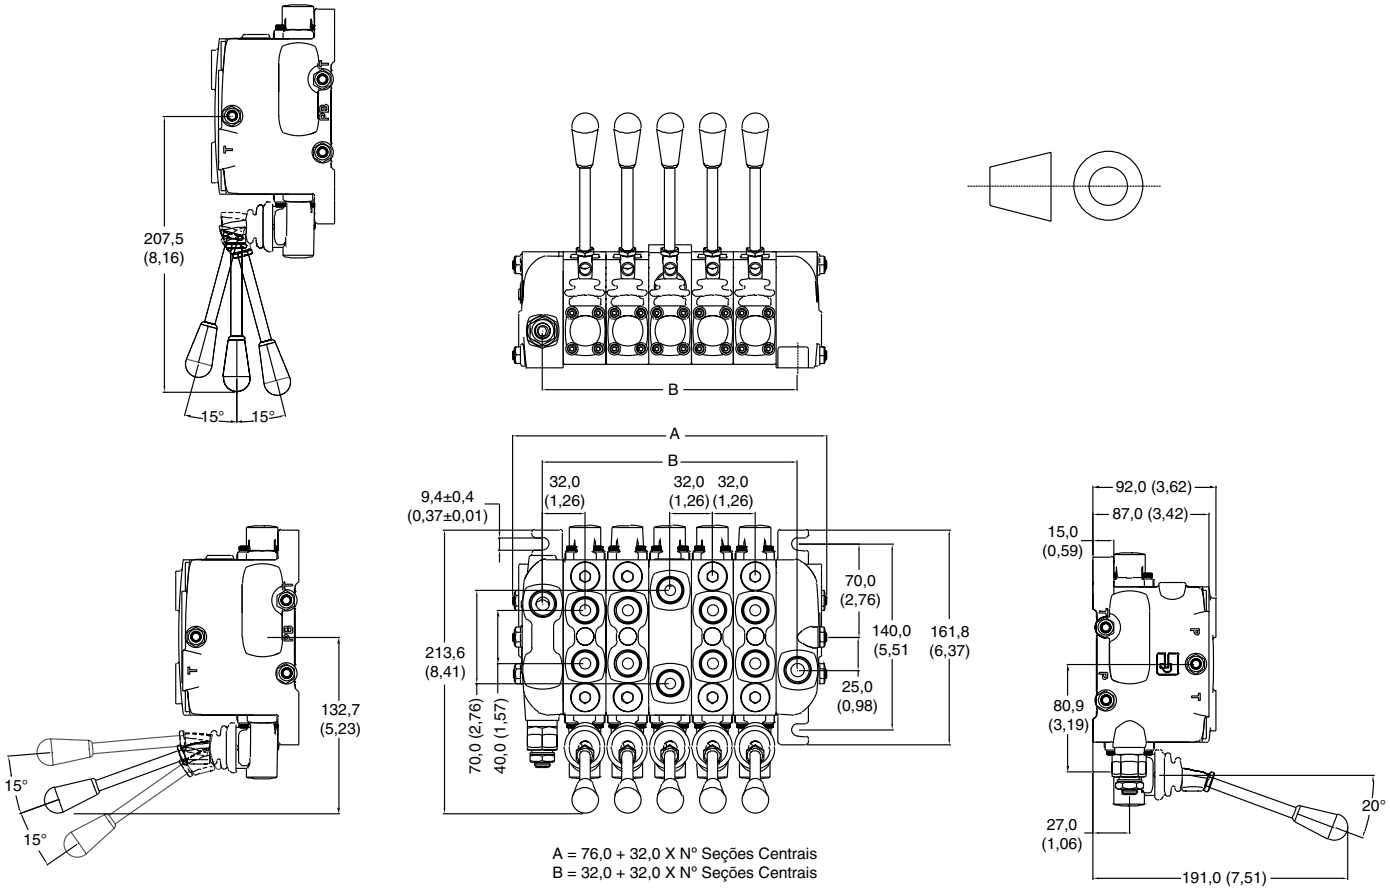 T
PB
T
207,5
(8,16)
15°
15°
B
A
B
32,0
(1,26)
32,0
(1,26)
32,0
(1,26)
9,4±0,4
(0,37±0,01)
213,6
(8,41)
70,0 (2,76)
40,0 (1,57)
70,0
(2,76)
140,0
(5,51
161,8
(6,37)
25,0
(0,98)
T
PB
T
132,7
(5,23)
15°
15°
92,0 (3,62)
87,0 (3,42)
15,0
(0,59)
T
P
P
T
80,9
(3,19)
27,0
(1,06)
20°
191,0 (7,51)
A = 76,0 + 32,0 X Nº Seções Centrais
B = 32,0 + 32,0 X Nº Seções Centrais